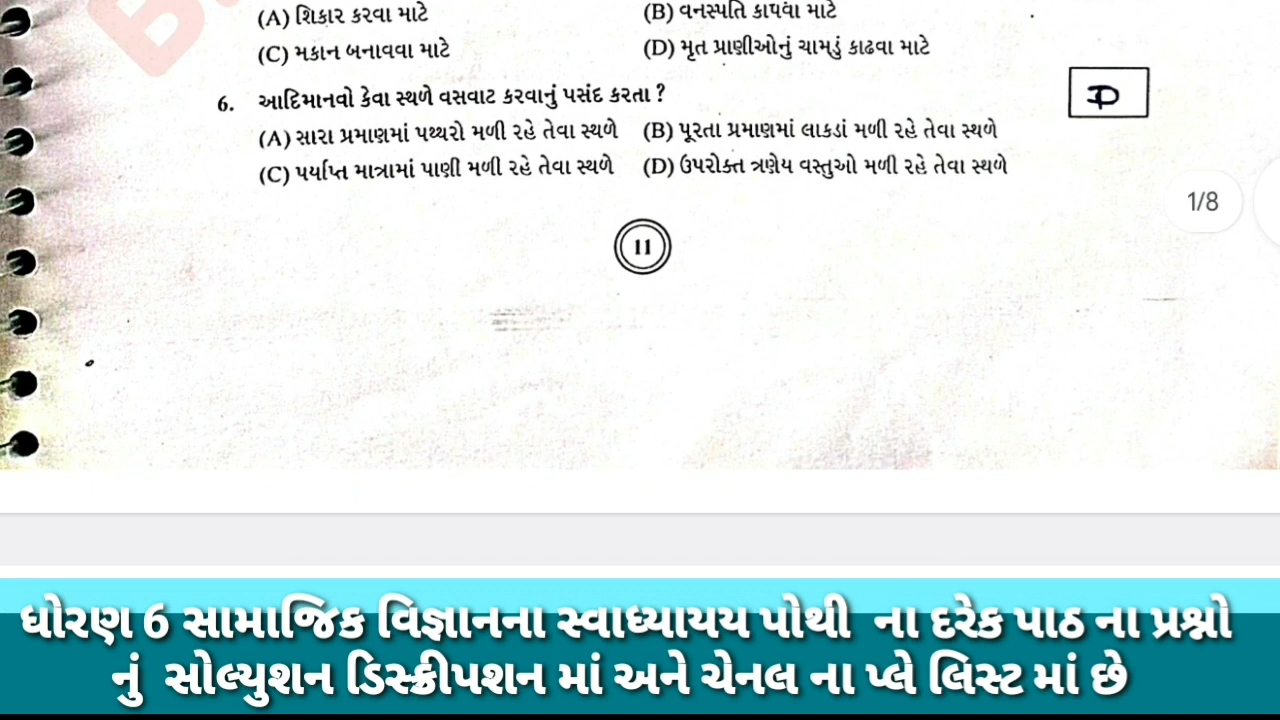 (A) શિકાર કરવા માટે (B) વનસ્પતિ કાપવા માટે
(C) મકાન બનાવવા માટે (D) મૃત પ્રાણીઓનું ચામડું કાઢવા માટે
6. આદિમાનવો કેવા સ્થળે વસવાટ કરવાનું પસંદ કરતા ? D
(A) સારા પ્રમાણમાં પથ્થરો મળી રહે તેવા સ્થળે (B) પૂરતા પ્રમાણમાં લાકડાં મળી રહે તેવા સ્થળે
(C) પર્યાપ્ત માત્રામાં પાણી મળી રહે તેવા સ્થળે (D) ઉપરોક્ત ત્રણેય વસ્તુઓ મળી રહે તેવા સ્થળે
1/8
11
ધોરણ 6 સામાજિક વિજ્ઞાનના સ્વાધ્યાયય પોથી ના દરેક પાઠ ના પ્રશ્નો
નું સોલ્યુશન ડિસ્ક્રીપશન માં અને ચેનલ ના પ્લે લિસ્ટ માં છે